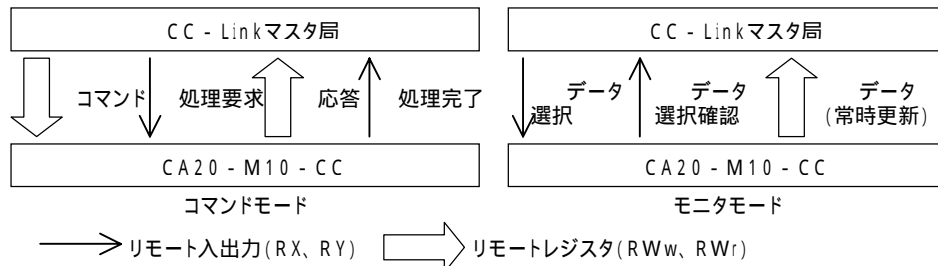 CC-Linkマスタ局
コマンド
処理要求
応答
処理完了
CA20-M10-CC
コマンドモード
CC-Linkマスタ局
データ
選択
データ
選択確認
データ
(常時更新)
CA20-M10-CC
モニタモード
リモート入出力(RX、RY)
リモートレジスタ(RWw、RWr)